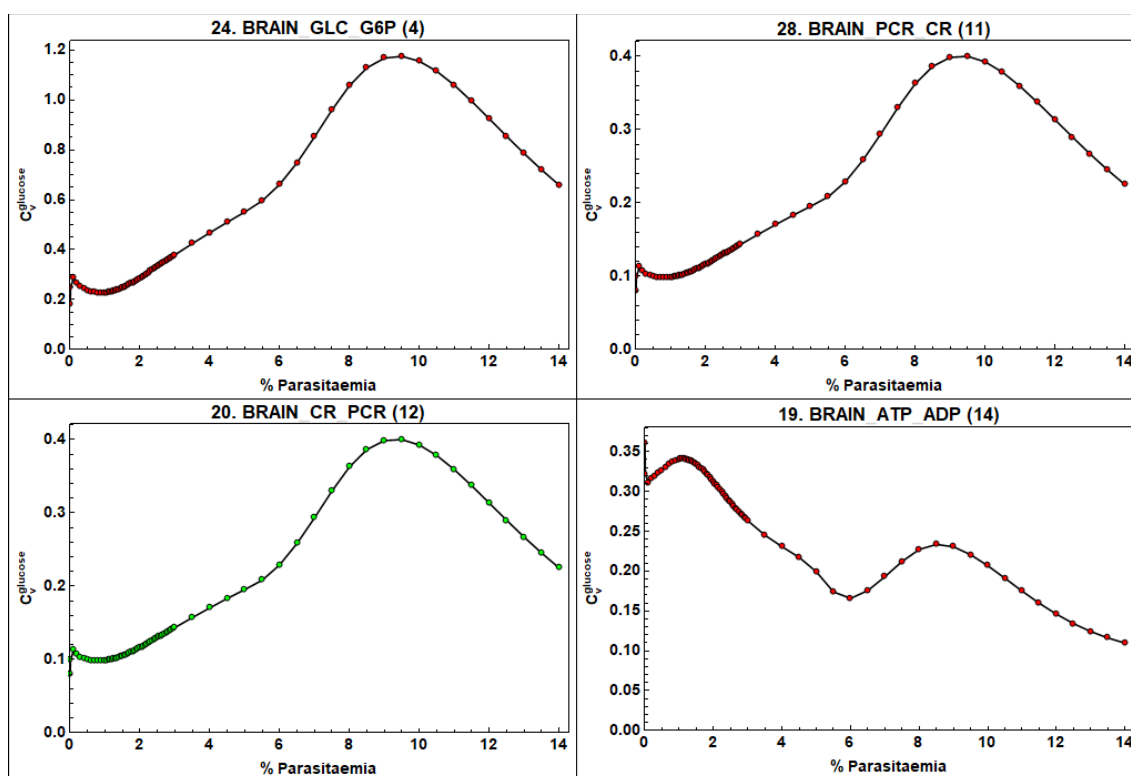 24. BRAIN_GLC_G6P (4)
1.2
1.0
0.8
0.6
0.4
0.2
0.0
C_v^glucose
0 2 4 6 8 10 12 14
% Parasitaemia
28. BRAIN_PCR_CR (11)
0.4
0.3
0.2
0.1
0.0
C_v^glucose
0 2 4 6 8 10 12 14
% Parasitaemia
20. BRAIN_CR_PCR (12)
0.4
0.3
0.2
0.1
0.0
C_v^glucose
0 2 4 6 8 10 12 14
% Parasitaemia
19. BRAIN_ATP_ADP (14)
0.35
0.30
0.25
0.20
0.15
0.10
0.05
0.00
C_v^glucose
0 2 4 6 8 10 12 14
% Parasitaemia